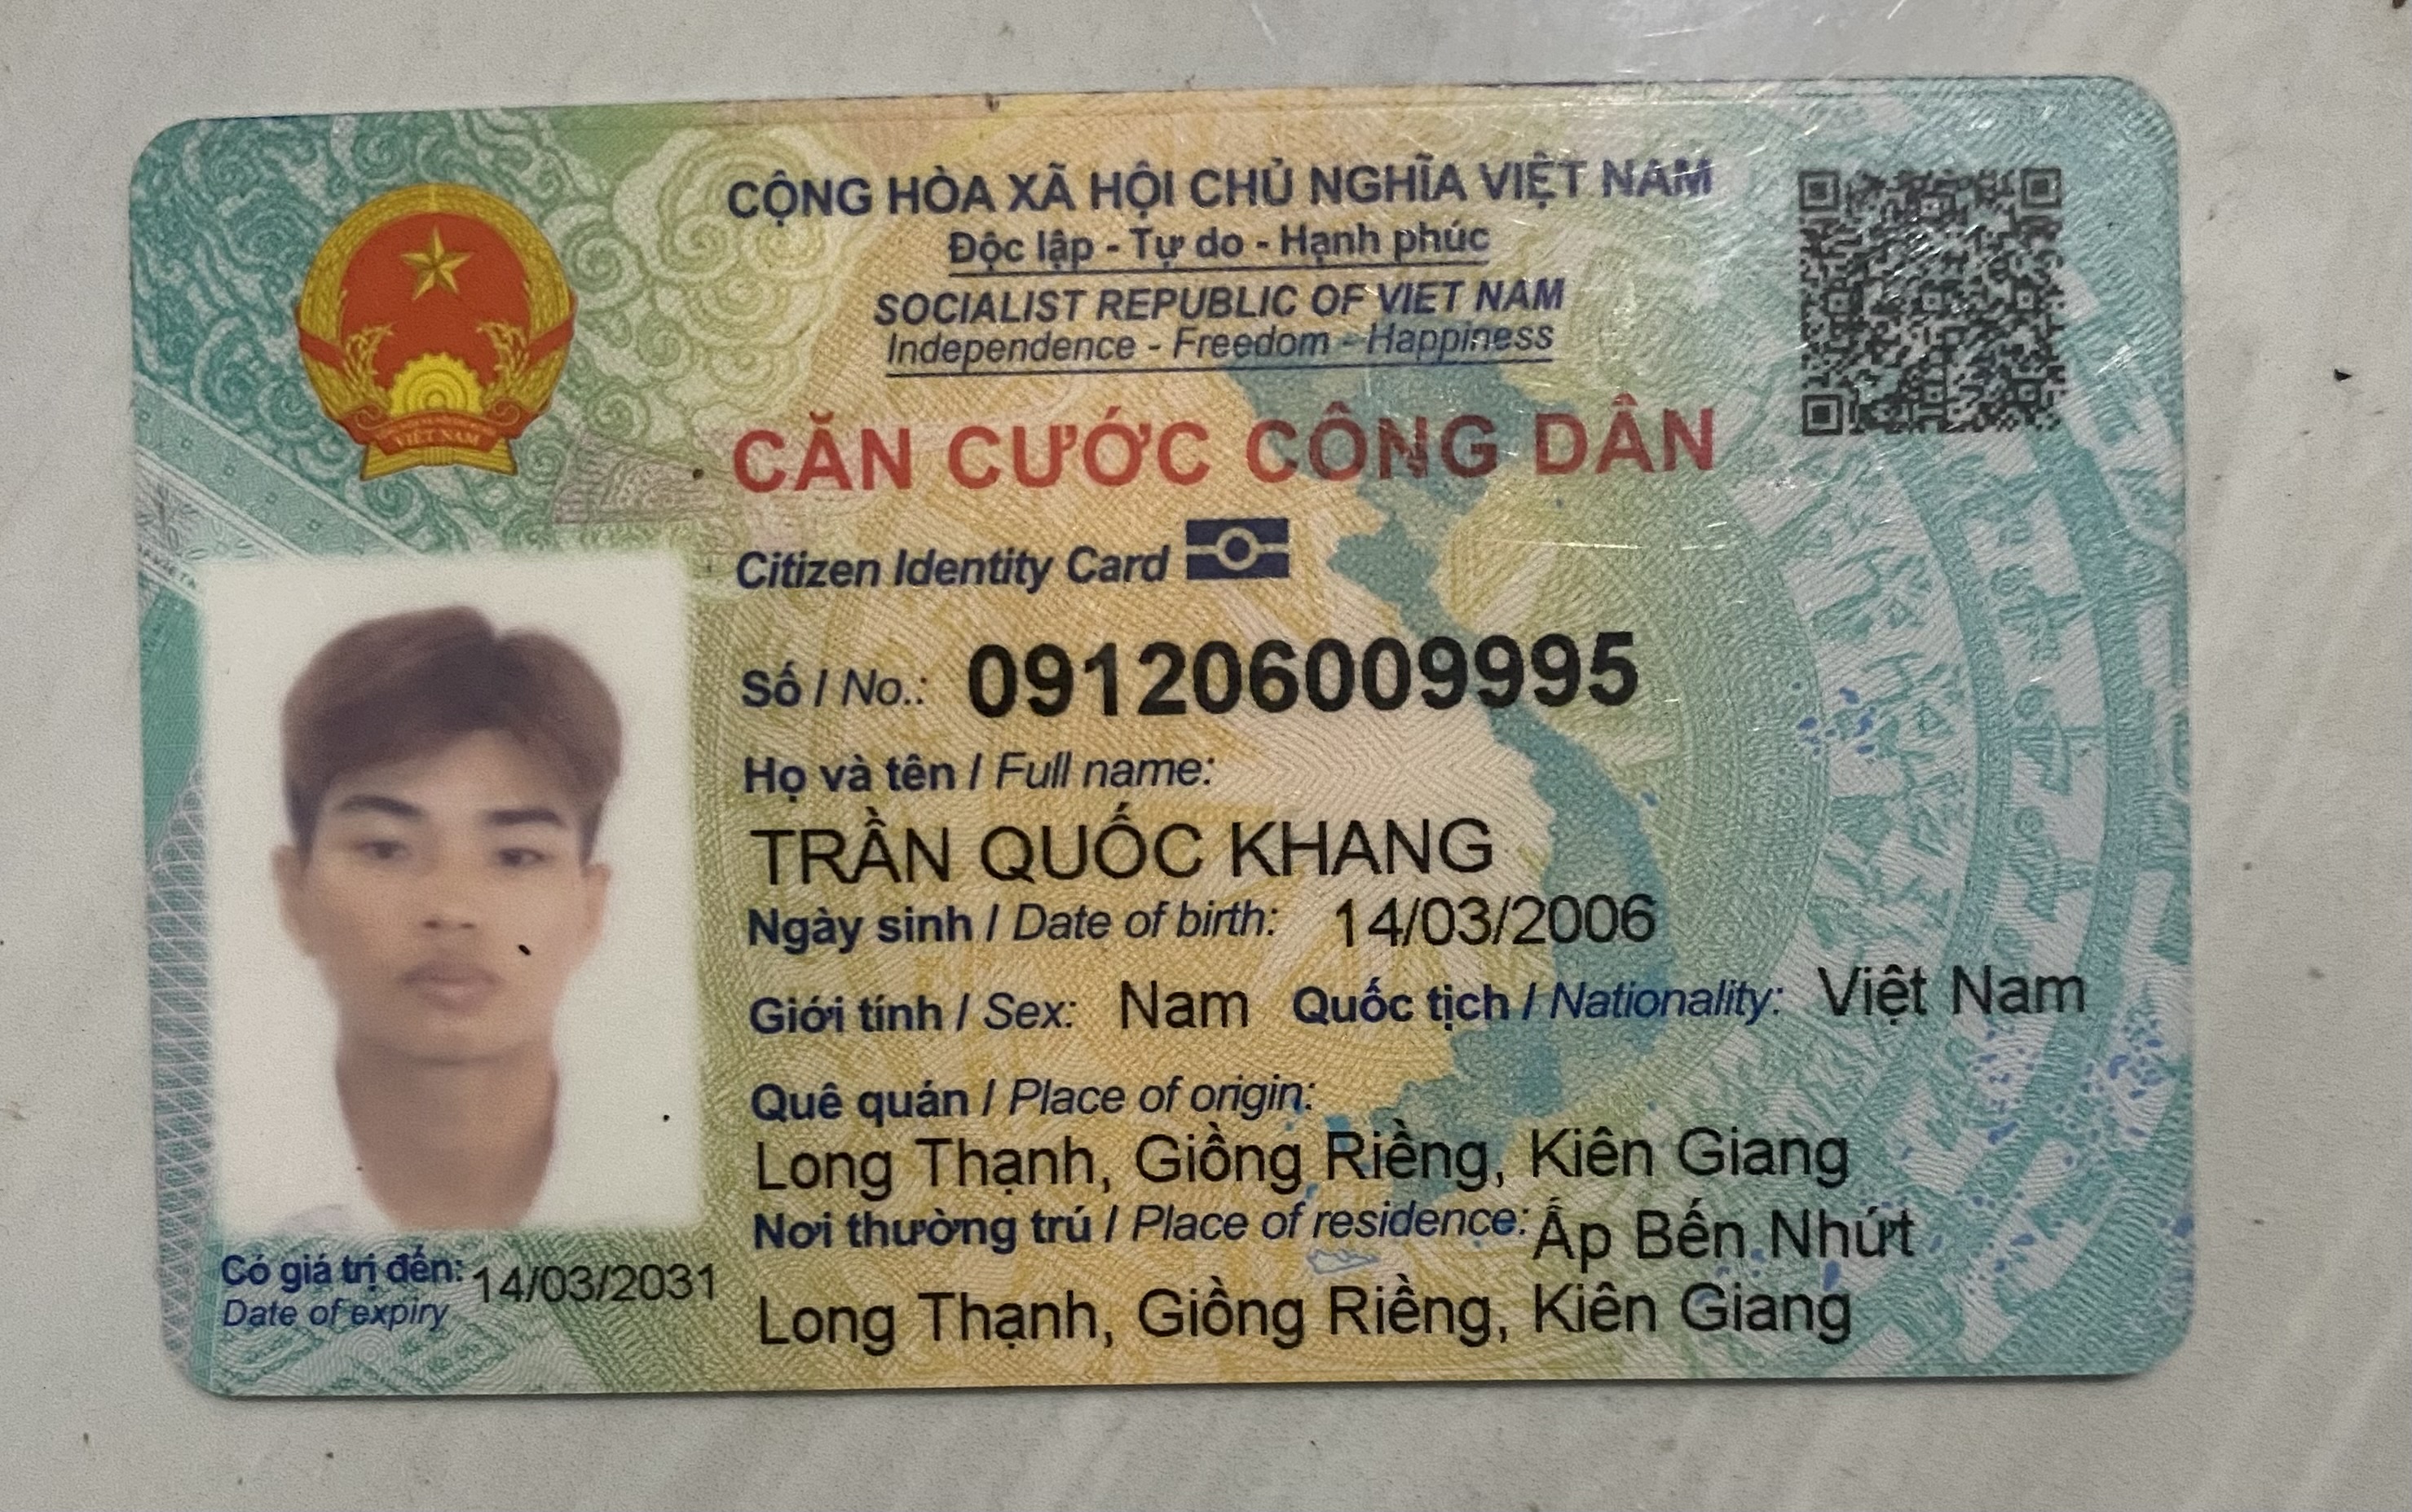 CỘNG HÒA XÃ HỘI CHỦ NGHĨA VIỆT NAM
Độc lập - Tự do - Hạnh phúc
SOCIALIST REPUBLIC OF VIET NAM
Independence - Freedom - Happiness
VIỆT NAM
CĂN CƯỚC CÔNG DÂN
Citizen Identity Card
Số / No.: 091206009995
Họ và tên / Full name:
TRẦN QUỐC KHANG
Ngày sinh / Date of birth: 14/03/2006
Giới tính / Sex: Nam Quốc tịch / Nationality: Việt Nam
Quê quán / Place of origin:
Long Thạnh, Giồng Riềng, Kiên Giang
Nơi thường trú / Place of residence: Ấp Bến Nhứt
Long Thạnh, Giồng Riềng, Kiên Giang
Có giá trị đến: 14/03/2031
Date of expiry